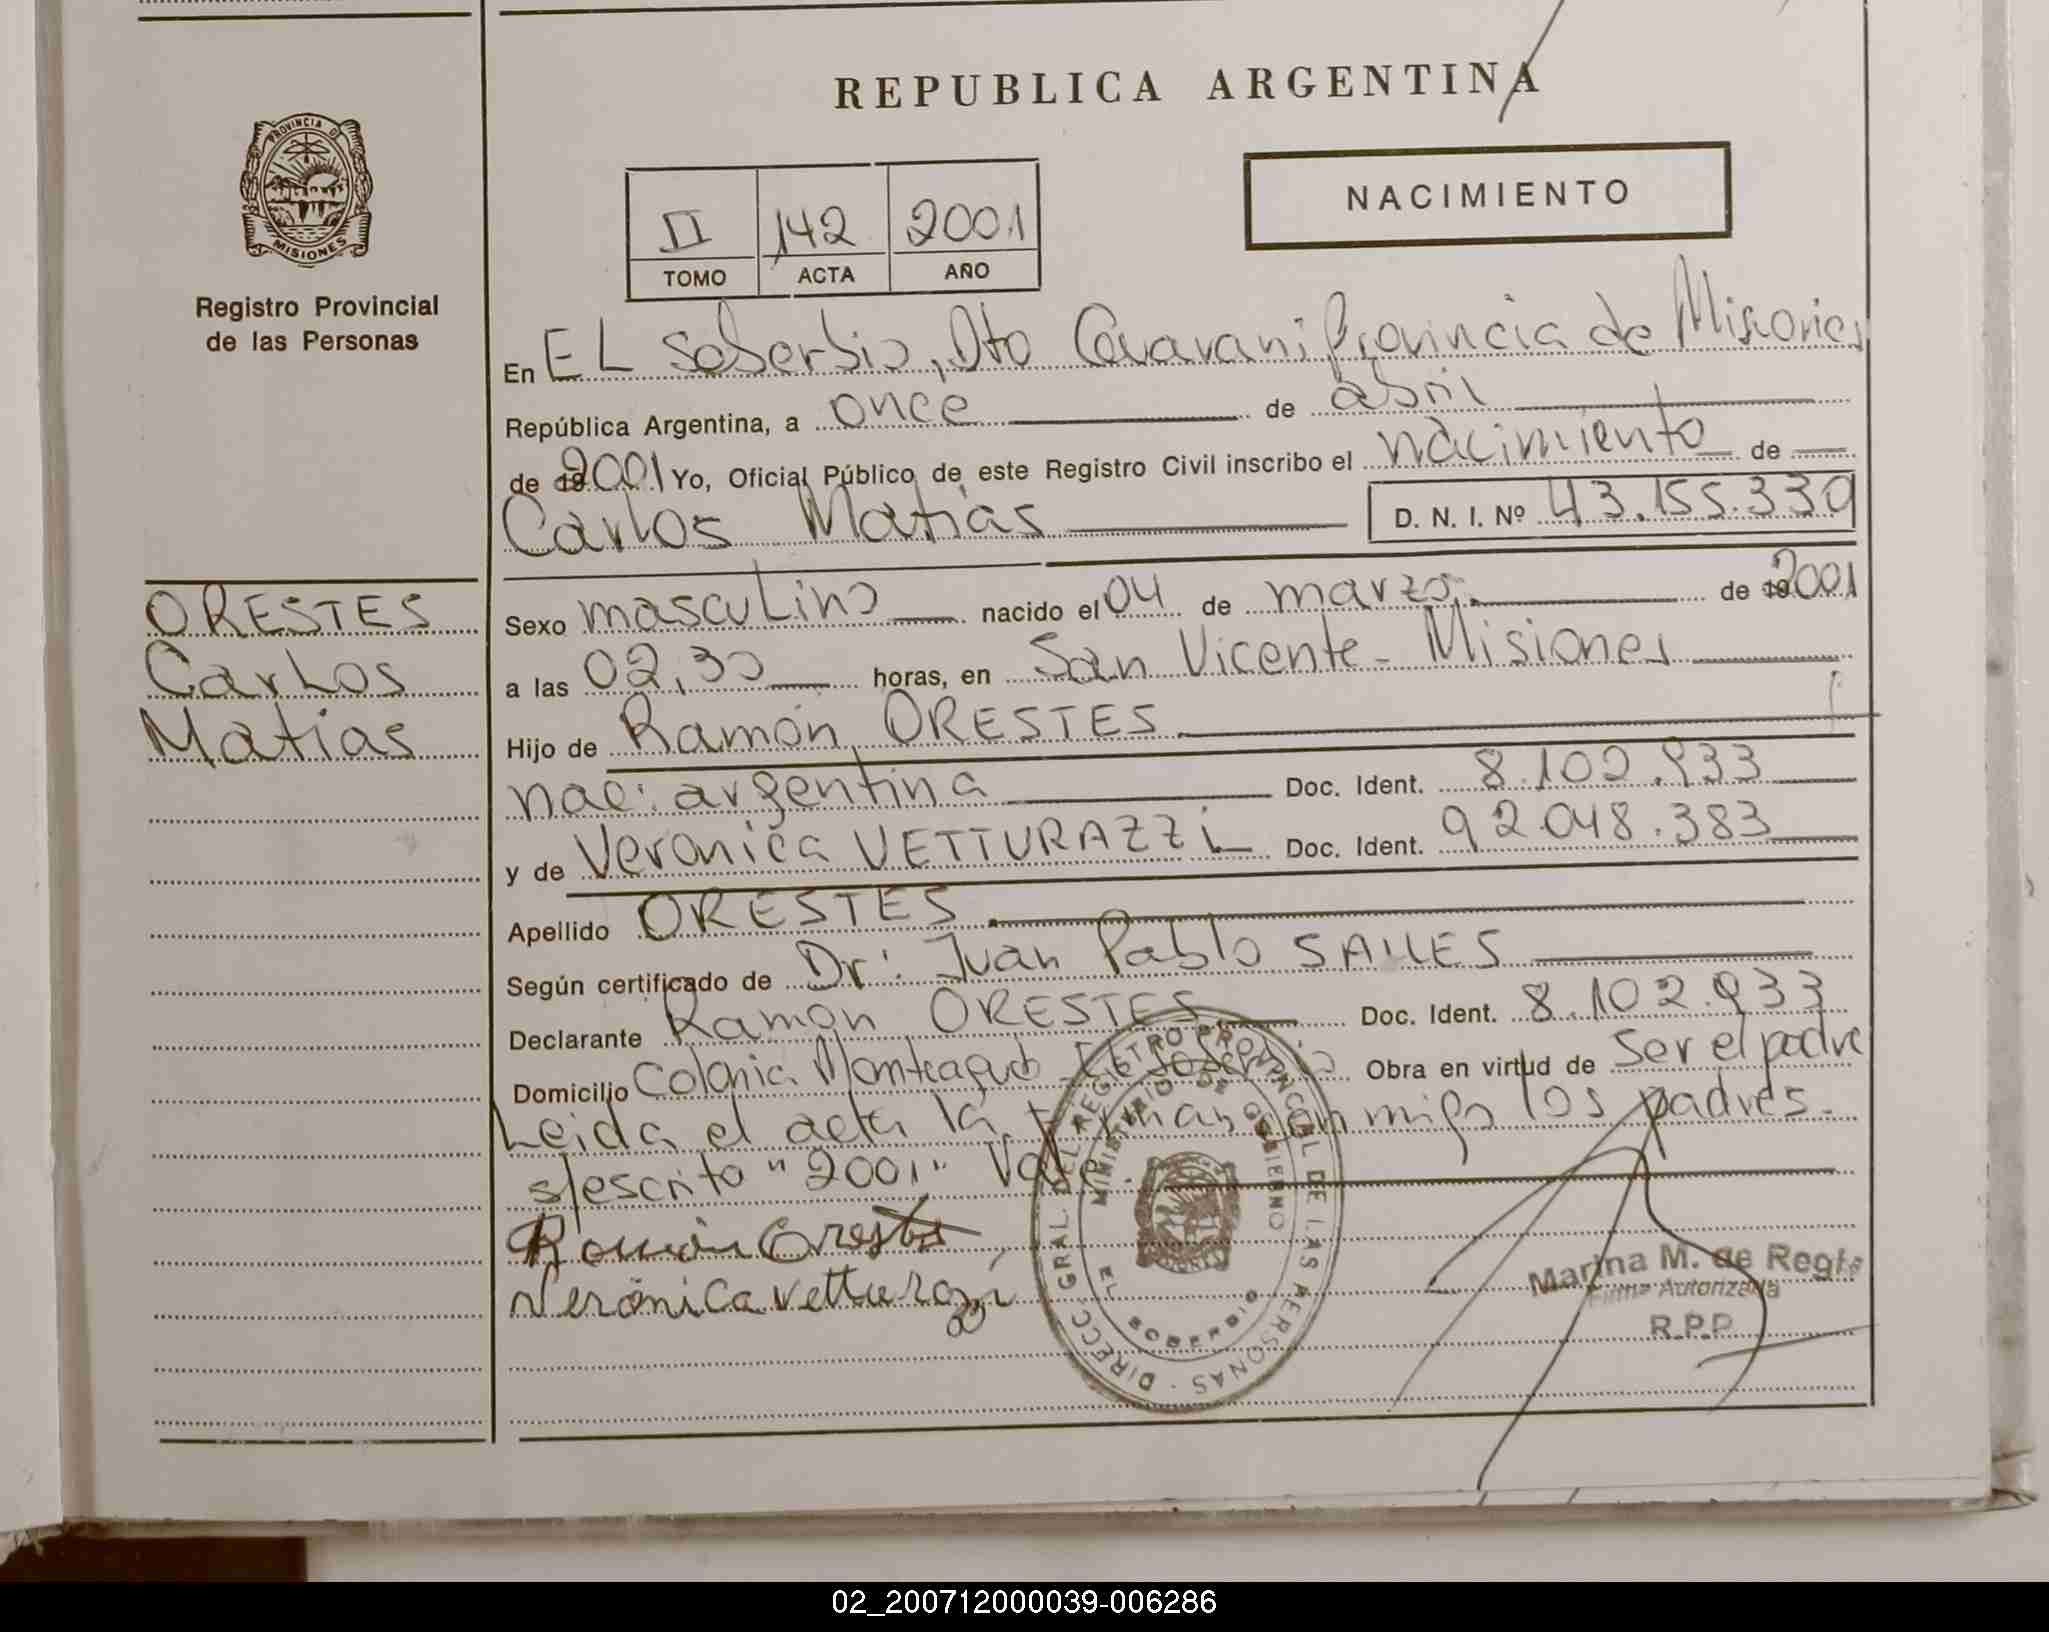 REPUBLICA ARGENTINA
PROVINCIA DE
MISIONES
Registro Provincial
de las Personas
NACIMIENTO
II 142 2001
TOMO ACTA AÑO
En EL Soberbio, Dto Guaraní Provincia de Misiones
República Argentina, a once de abril
de 2001 Yo, Oficial Público de este Registro Civil inscribo el nacimiento de
Carlos Matias D. N. I. Nº 43.155.339
ORESTES
Carlos
Matias
Sexo masculino nacido el 04 de marzo de 2001
a las 02,30 horas, en San Vicente - Misiones
Hijo de Ramón ORESTES
nac: argentina Doc. Ident. 8.102.933
y de Veronica VETTURAZZI Doc. Ident. 92.048.383
Apellido ORESTES
Según certificado de Dr: Juan Pablo SALLES
Declarante Ramón ORESTES Doc. Ident. 8.102.933
Domicilio Colonia Monteagudo El Soberbio Obra en virtud de ser el padre
Leida el acta la firman conmigo los padres.
s/escrito "2001" Vale.
Ramón Orestes
Verónica Vetturazzi
DIRECC. GRAL. DEL REGISTRO PROVINCIAL DE LAS PERSONAS
MINISTERIO DE GOBIERNO
EL SOBERBIO
Marina M. de Regis
Firma Autorizada
R.P.P.
02_200712000039-006286